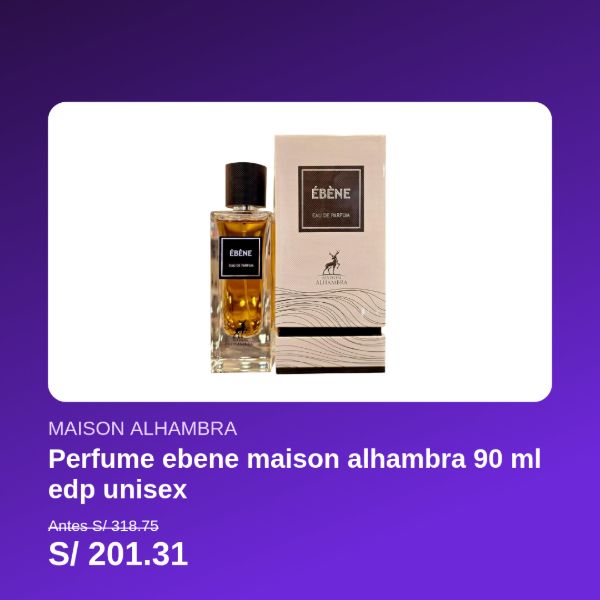 ÉBÈNE
EAU DE PARFUM
MAISON
ALHAMBRA
ÉBÈNE
EAU DE PARFUM
MAISON ALHAMBRA
Perfume ebene maison alhambra 90 ml
edp unisex
Antes S/ 318.75
S/ 201.31